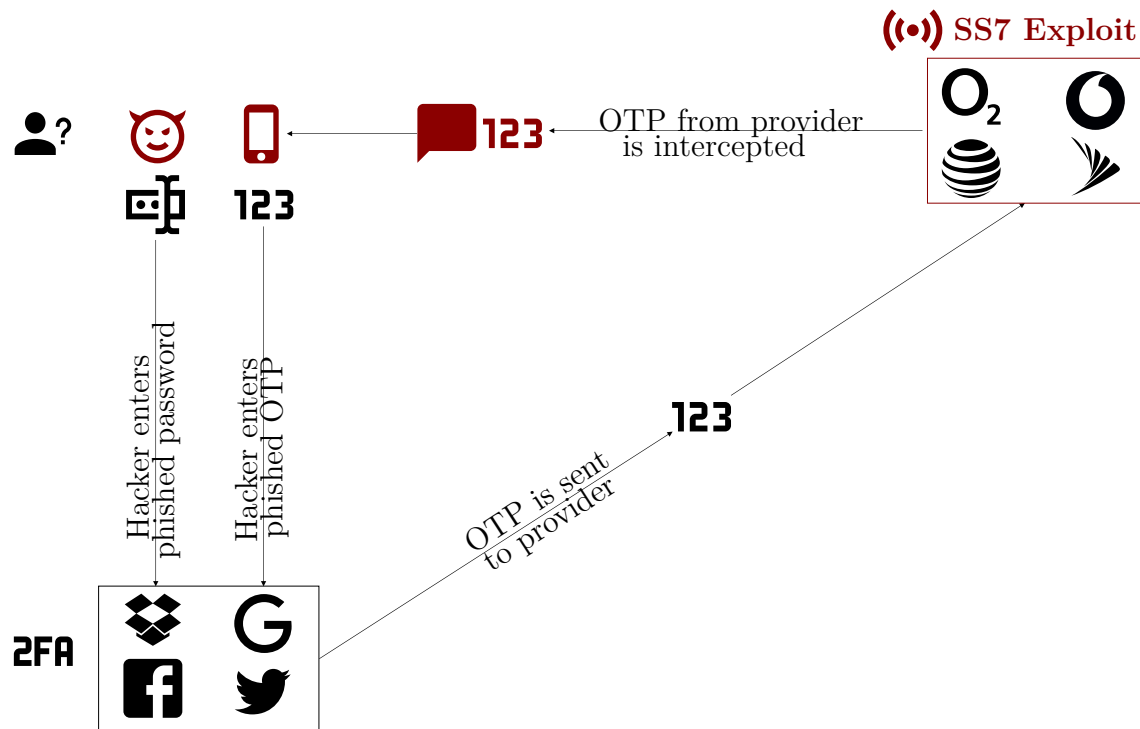 SS7 Exploit
O2
?
123
OTP from provider
is intercepted
123
Hacker enters
phished password
Hacker enters
phished OTP
123
OTP is sent
to provider
2FA